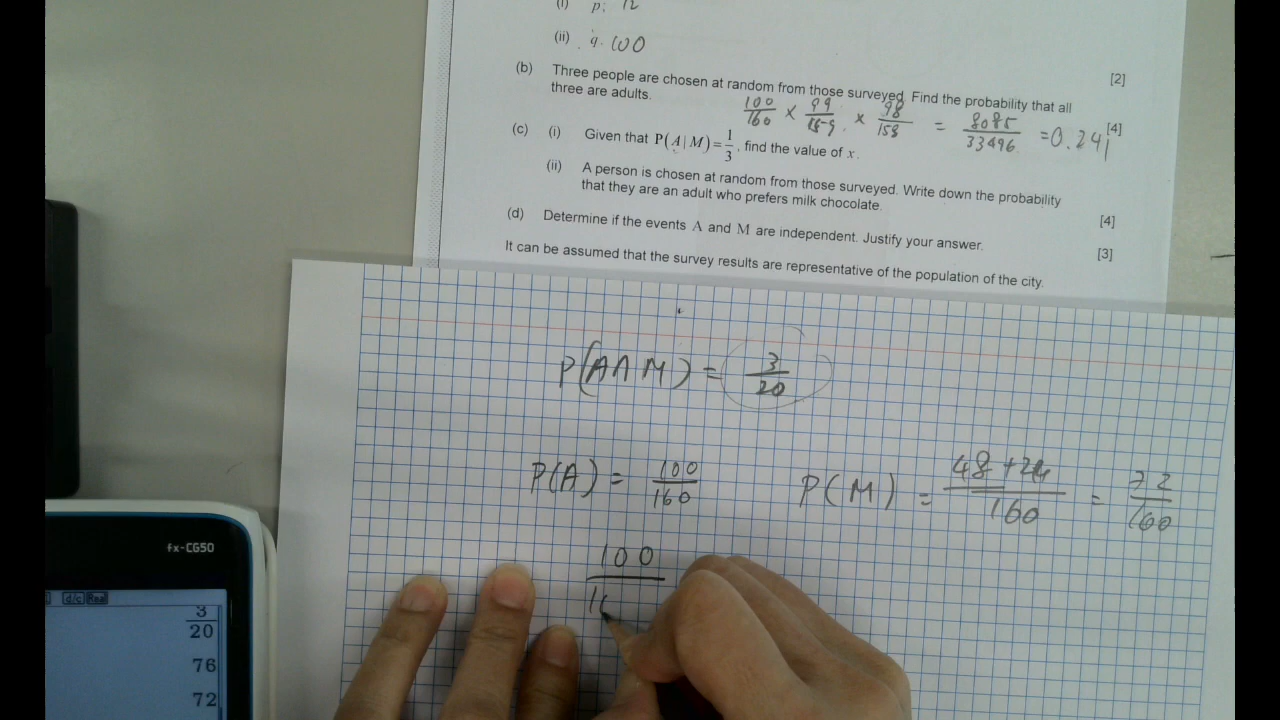 (i) p. 12
(ii) q. 100
[2]
(b) Three people are chosen at random from those surveyed. Find the probability that all
three are adults.
100/160 × 99/159 × 98/158 = 8085/33496 = 0.241 [4]
(c) (i) Given that P(A|M) = 1/3, find the value of x.
(ii) A person is chosen at random from those surveyed. Write down the probability
that they are an adult who prefers milk chocolate.
[4]
(d) Determine if the events A and M are independent. Justify your answer.
[3]
It can be assumed that the survey results are representative of the population of the city.
P(A∩M) = 3/20
P(A) = 100/160 P(M) = 48+24/160 = 72/160
100/16
fx-CG50
d/c Real
3/20
76
72